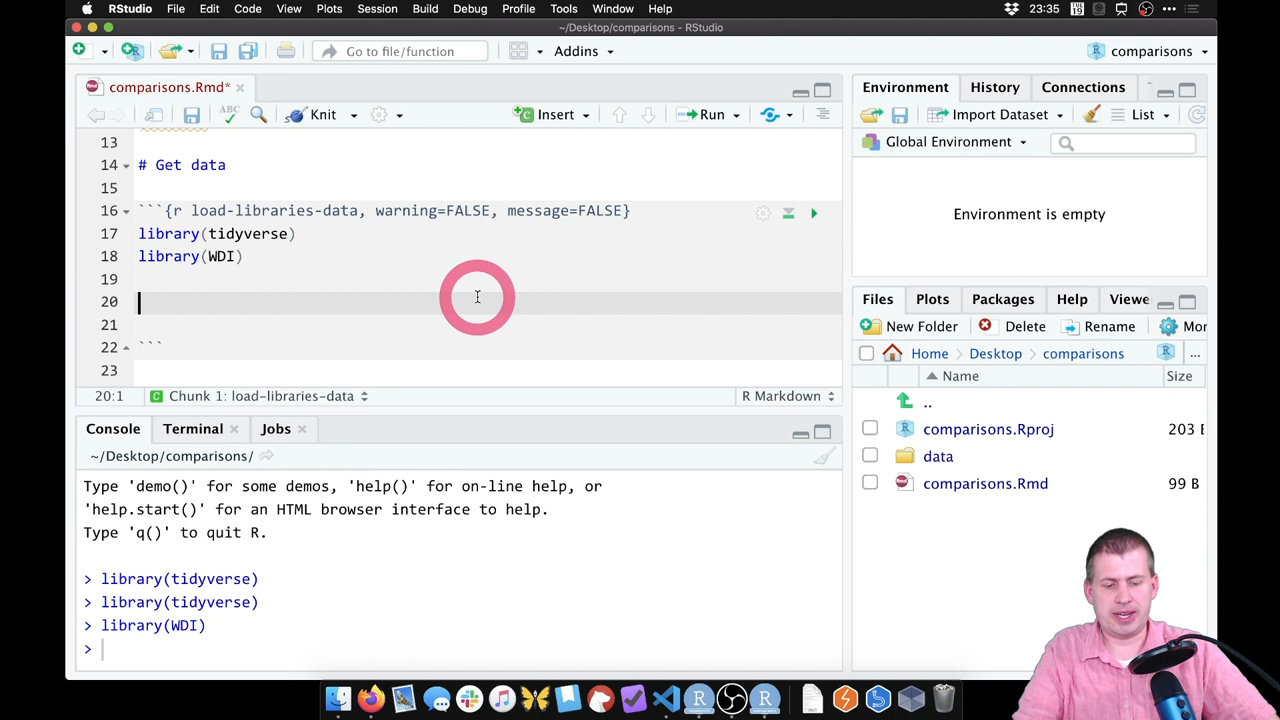 RStudio File Edit Code View Plots Session Build Debug Profile Tools Window Help 23:35 TUE 19
~/Desktop/comparisons - RStudio
Go to file/function Addins comparisons
comparisons.Rmd*
ABC Knit Insert Run
13
14 # Get data
15
16 ```{r load-libraries-data, warning=FALSE, message=FALSE}
17 library(tidyverse)
18 library(WDI)
19
20
21
22 ```
23
20:1 Chunk 1: load-libraries-data R Markdown
Console Terminal Jobs
~/Desktop/comparisons/
Type 'demo()' for some demos, 'help()' for on-line help, or
'help.start()' for an HTML browser interface to help.
Type 'q()' to quit R.
> library(tidyverse)
> library(tidyverse)
> library(WDI)
>
Environment History Connections
Import Dataset List
Global Environment
Environment is empty
Files Plots Packages Help Viewe
New Folder Delete Rename Mor
Home > Desktop > comparisons R ...
Name Size
..
comparisons.Rproj 203 B
data
comparisons.Rmd 99 B